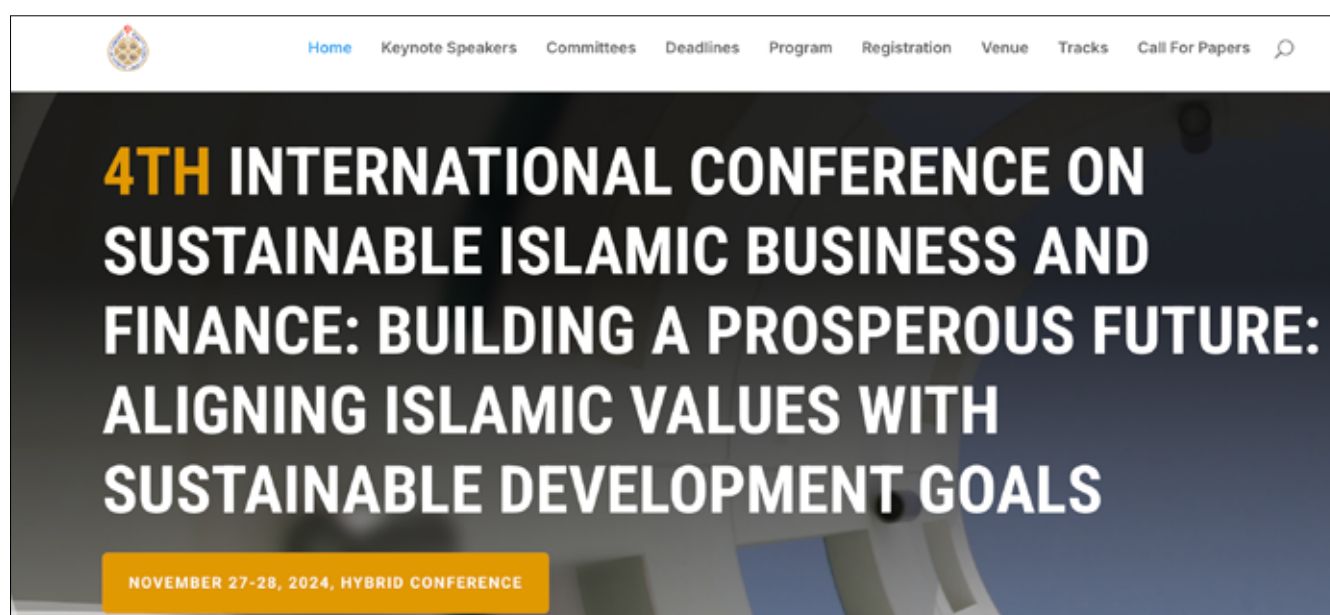 Home Keynote Speakers Committees Deadlines Program Registration Venue Tracks Call For Papers
4TH INTERNATIONAL CONFERENCE ON
SUSTAINABLE ISLAMIC BUSINESS AND
FINANCE: BUILDING A PROSPEROUS FUTURE:
ALIGNING ISLAMIC VALUES WITH
SUSTAINABLE DEVELOPMENT GOALS
NOVEMBER 27-28, 2024, HYBRID CONFERENCE